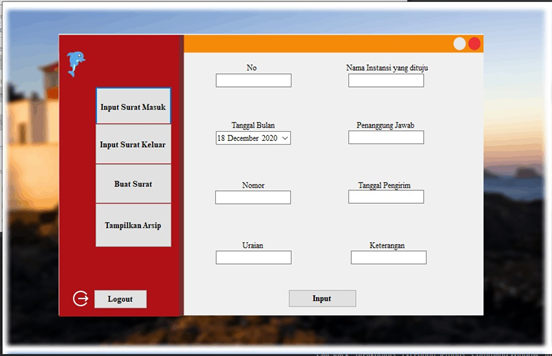 Input Surat Masuk
Input Surat Keluar
Buat Surat
Tampilkan Arsip
Logout
No
Nama Instansi yang dituju
Tanggal Bulan
18 December 2020
Penanggung Jawab
Nomor
Tanggal Pengirim
Uraian
Keterangan
Input